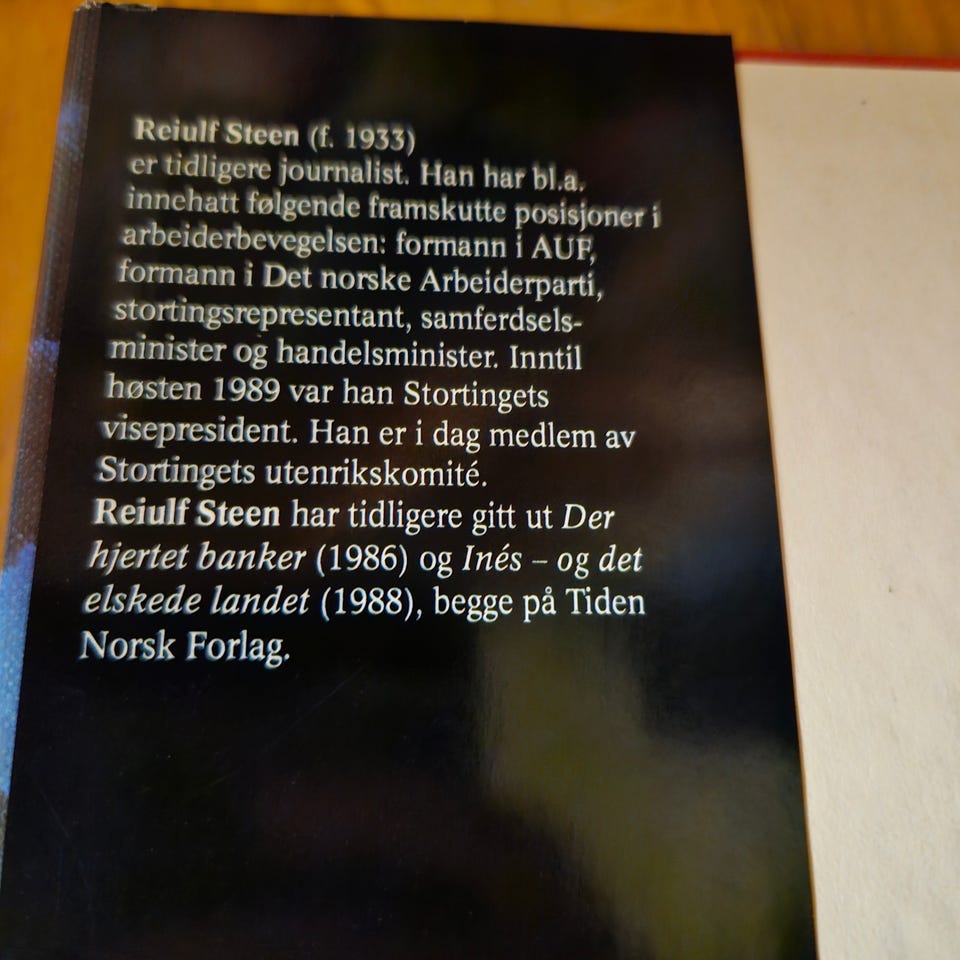 Reiulf Steen (f. 1933)
er tidligere journalist. Han har bl.a.
innehatt følgende framskutte posisjoner i
arbeiderbevegelsen: formann i AUF,
formann i Det norske Arbeiderparti,
stortingsrepresentant, samferdsels-
minister og handelsminister. Inntil
høsten 1989 var han Stortingets
visepresident. Han er i dag medlem av
Stortingets utenrikskomité.
Reiulf Steen har tidligere gitt ut Der
hjertet banker (1986) og Inés – og det
elskede landet (1988), begge på Tiden
Norsk Forlag.